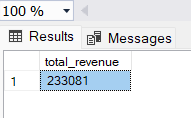 100 %
Results Messages
total_revenue
1 233081